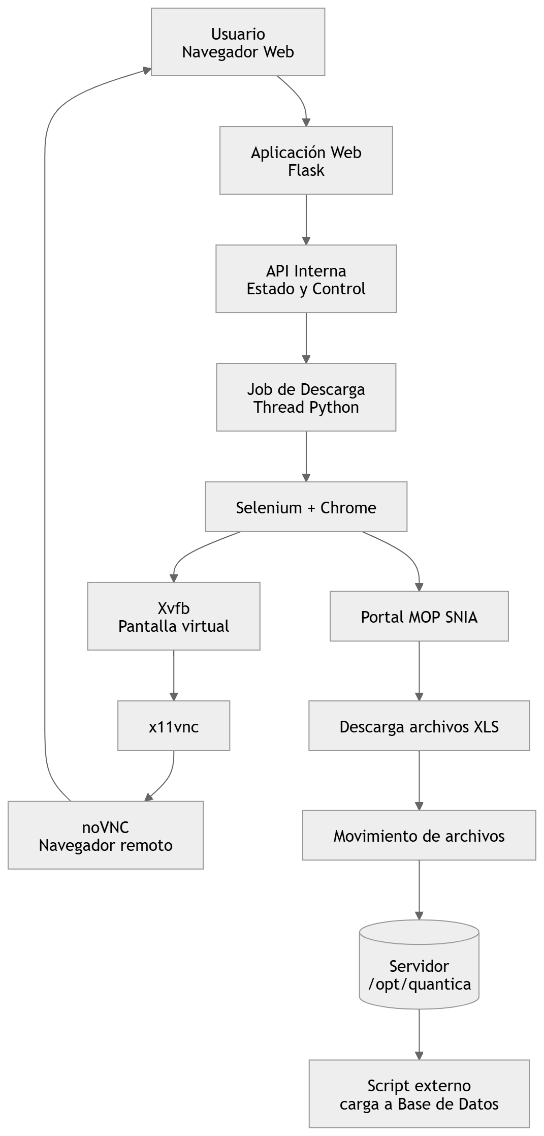 Usuario
Navegador Web
Aplicación Web
Flask
API Interna
Estado y Control
Job de Descarga
Thread Python
Selenium + Chrome
Xvfb
Pantalla virtual
Portal MOP SNIA
x11vnc
Descarga archivos XLS
noVNC
Navegador remoto
Movimiento de archivos
Servidor
/opt/quantica
Script externo
carga a Base de Datos